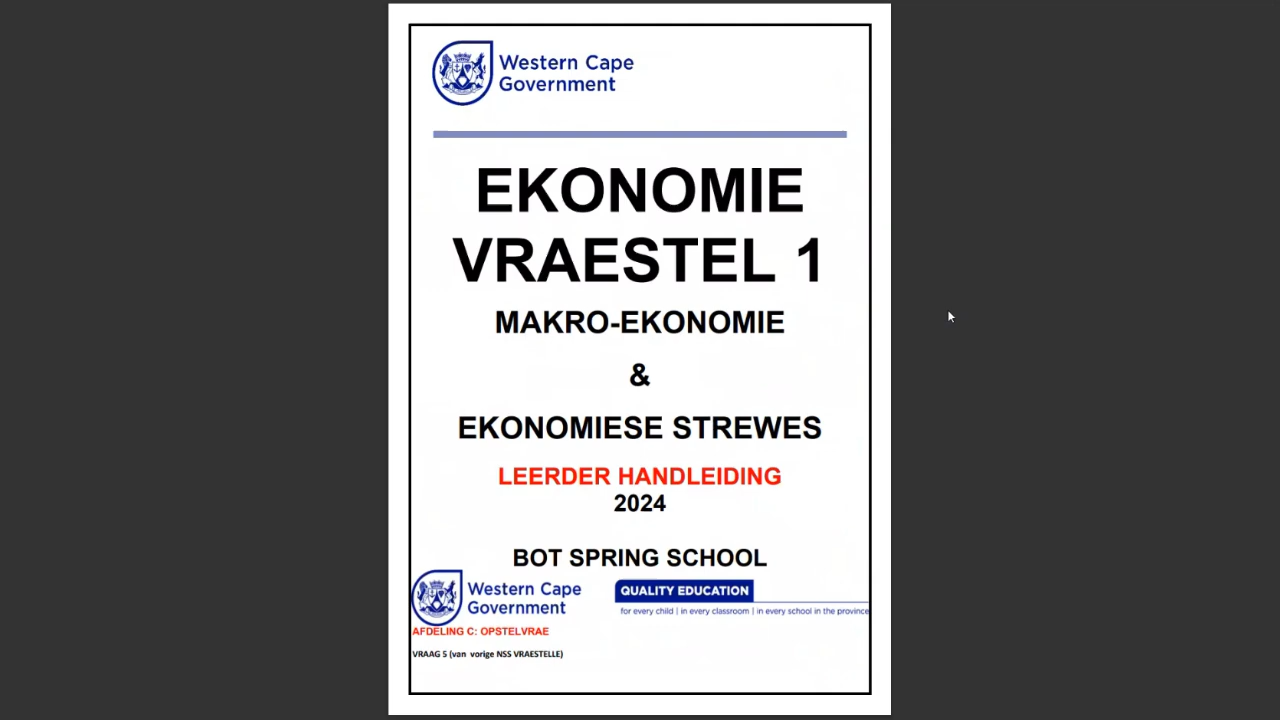 Western Cape
Government
EKONOMIE
VRAESTEL 1
MAKRO-EKONOMIE
&
EKONOMIESE STREWES
LEERDER HANDLEIDING
2024
BOT SPRING SCHOOL
Western Cape
Government
QUALITY EDUCATION
for every child | in every classroom | in every school in the province
AFDELING C: OPSTELVRAE
VRAAG 5 (van vorige NSS VRAESTELLE)